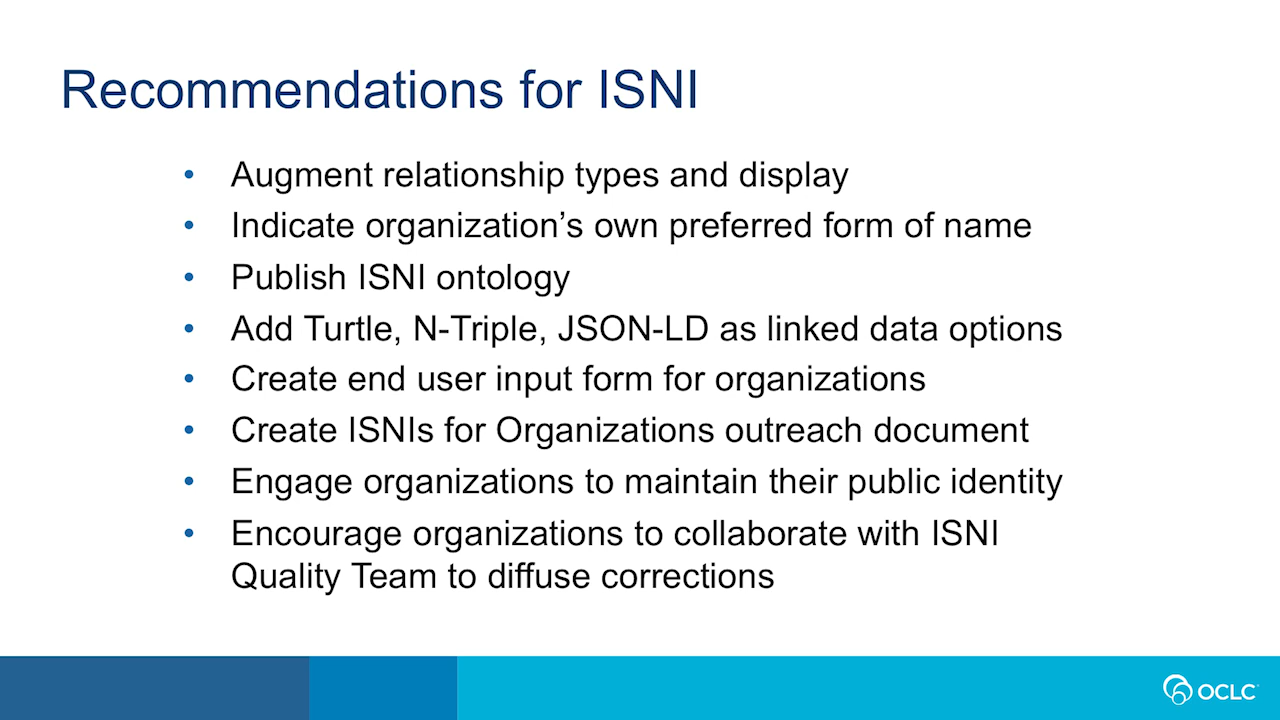 Recommendations for ISNI
• Augment relationship types and display
• Indicate organization’s own preferred form of name
• Publish ISNI ontology
• Add Turtle, N-Triple, JSON-LD as linked data options
• Create end user input form for organizations
• Create ISNIs for Organizations outreach document
• Engage organizations to maintain their public identity
• Encourage organizations to collaborate with ISNI
Quality Team to diffuse corrections
OCLC